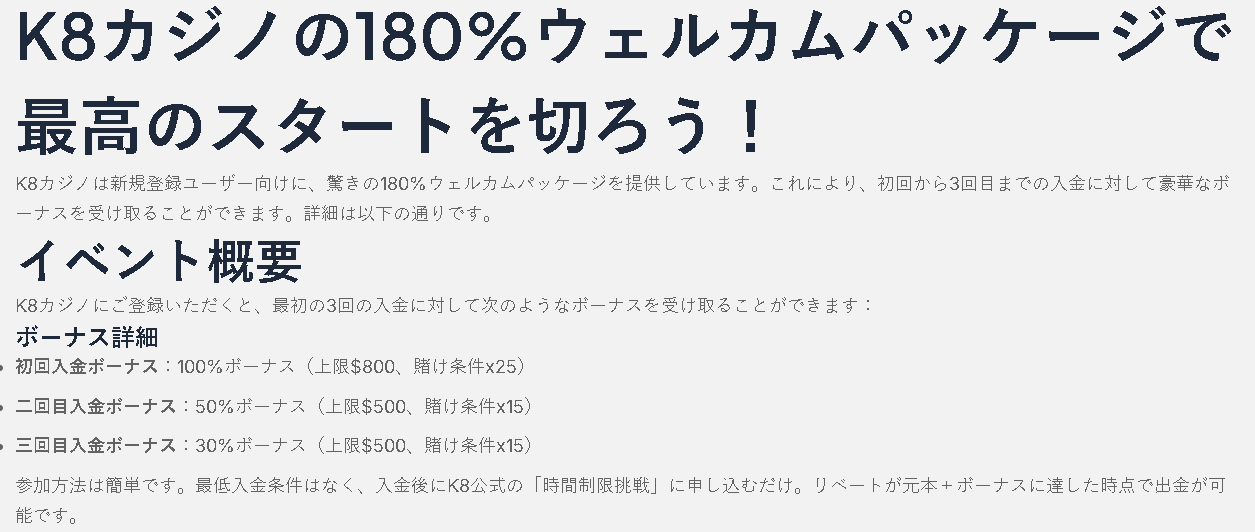 K8カジノの180%ウェルカムパッケージで
最高のスタートを切ろう！
K8カジノは新規登録ユーザー向けに、驚きの180%ウェルカムパッケージを提供しています。これにより、初回から3回目までの入金に対して豪華なボ
ーナスを受け取ることができます。詳細は以下の通りです。
イベント概要
K8カジノにご登録いただくと、最初の3回の入金に対して次のようなボーナスを受け取ることができます：
ボーナス詳細
初回入金ボーナス：100%ボーナス（上限$800、賭け条件x25）
二回目入金ボーナス：50%ボーナス（上限$500、賭け条件x15）
三回目入金ボーナス：30%ボーナス（上限$500、賭け条件x15）
参加方法は簡単です。最低入金条件はなく、入金後にK8公式の「時間制限挑戦」に申し込むだけ。リベートが元本+ボーナスに達した時点で出金が可
能です。